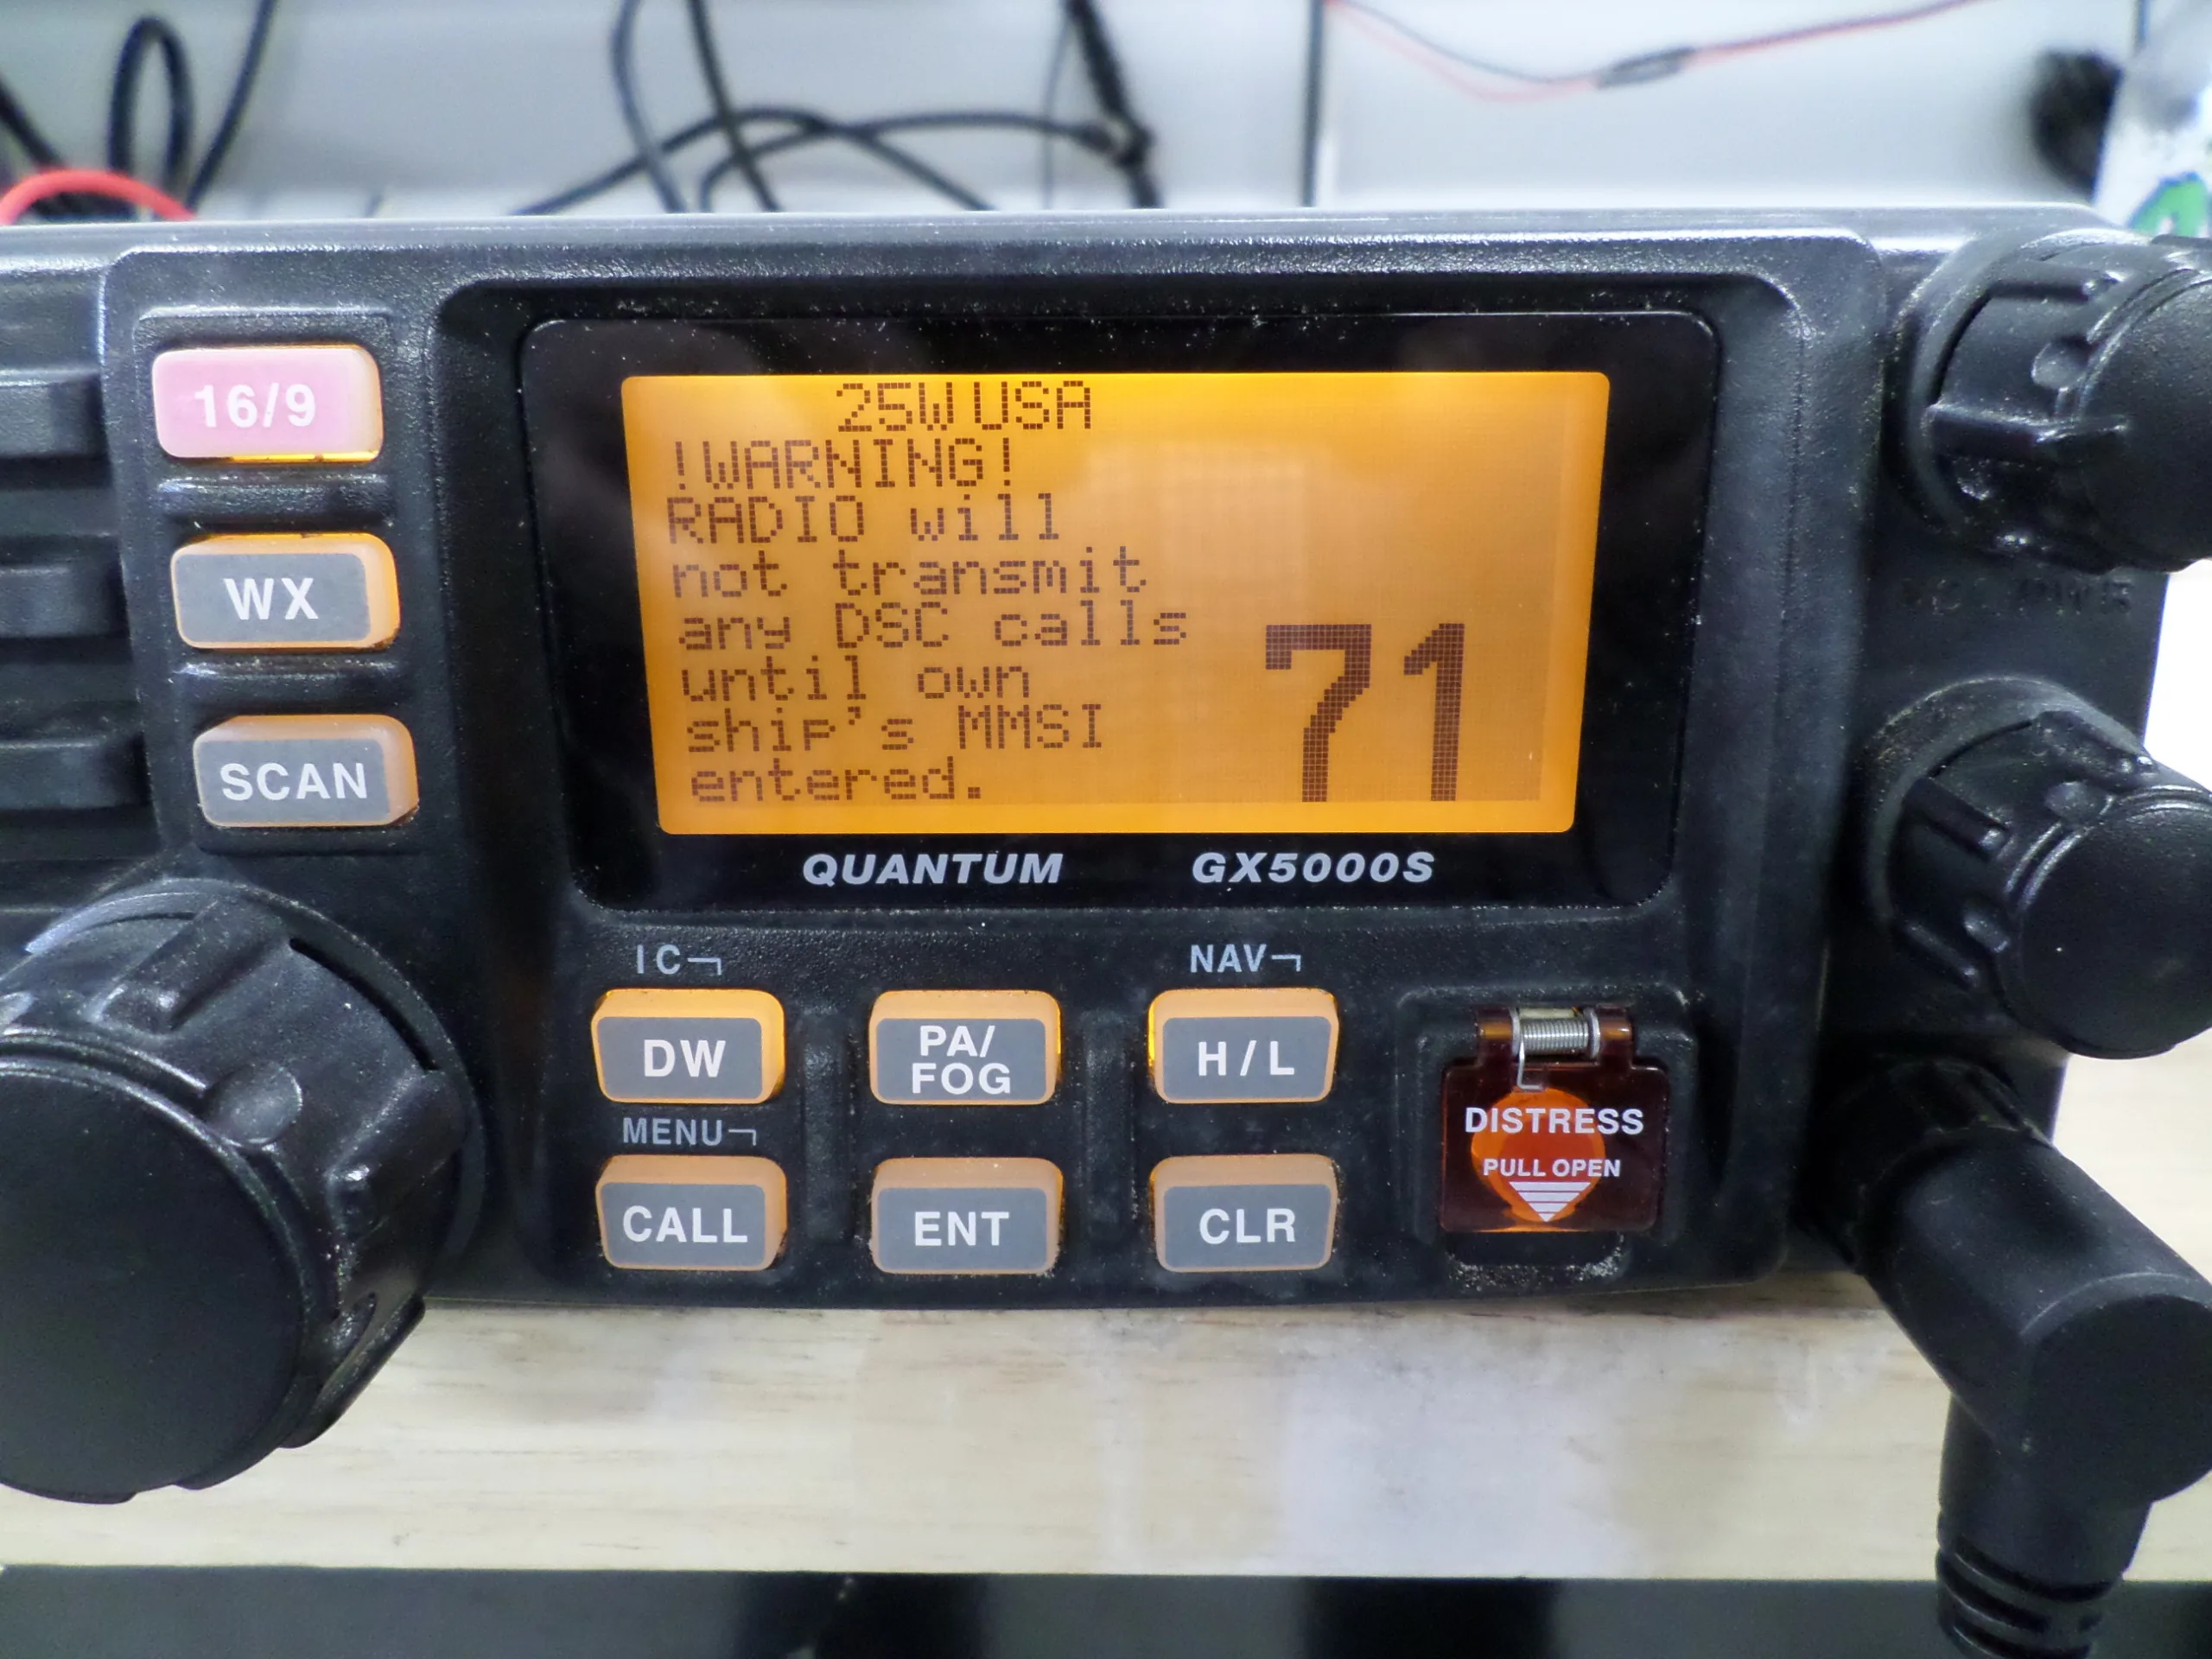 25W USA
!WARNING!
RADIO will
not transmit
any DSC calls
until own
ship's MMSI
entered.
71
QUANTUM GX5000S
16/9
WX
SCAN
IC NAV
DW PA/FOG H/L
MENU
CALL ENT CLR
DISTRESS
PULL OPEN